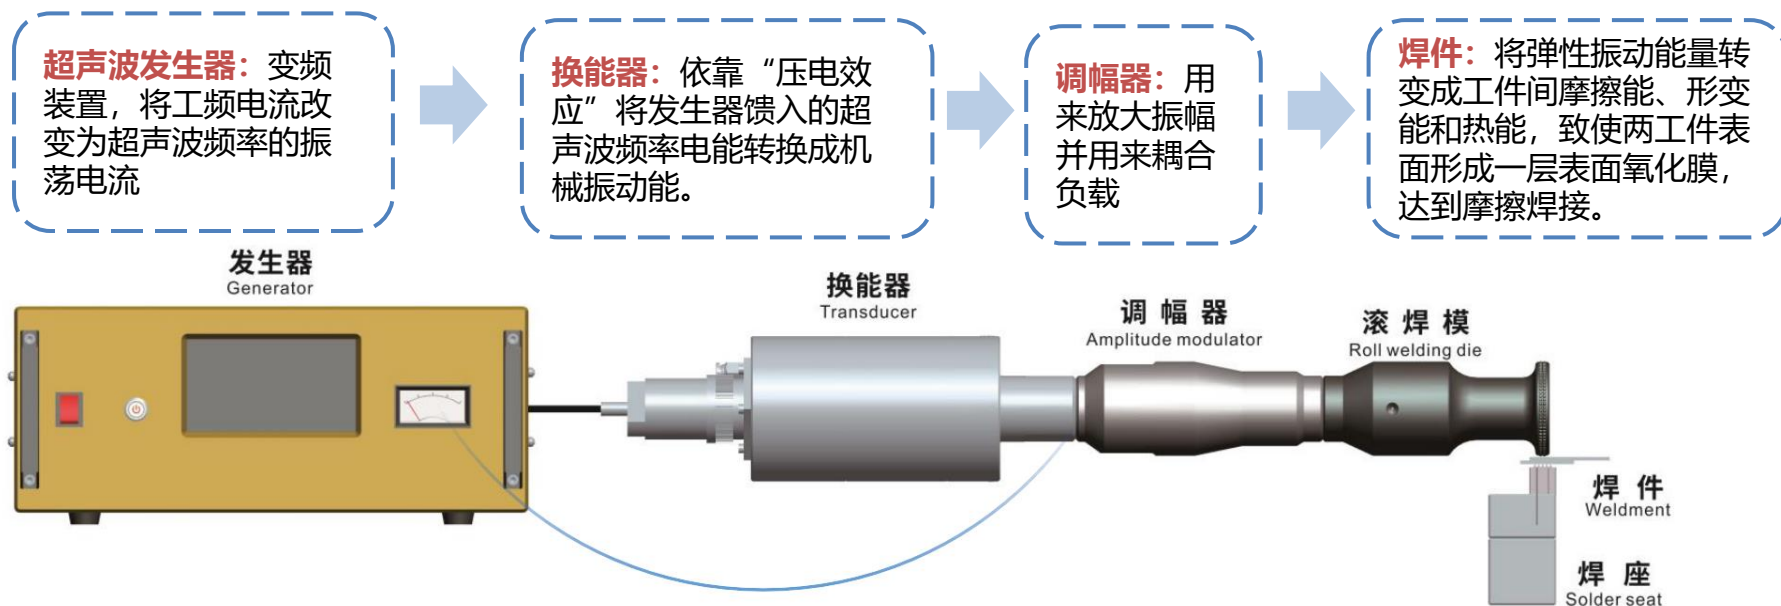 超声波发生器：变频
装置，将工频电流改
变为超声波频率的振
荡电流
换能器：依靠“压电效
应”将发生器馈入的超
声波频率电能转换成机
械振动能。
调幅器：用
来放大振幅
并用来耦合
负载
焊件：将弹性振动能量转
变成工件间摩擦能、形变
能和热能，致使两工件表
面形成一层表面氧化膜，
达到摩擦焊接。
发生器
Generator
换能器
Transducer
调幅器
Amplitude modulator
滚焊模
Roll welding die
焊件
Weldment
焊座
Solder seat